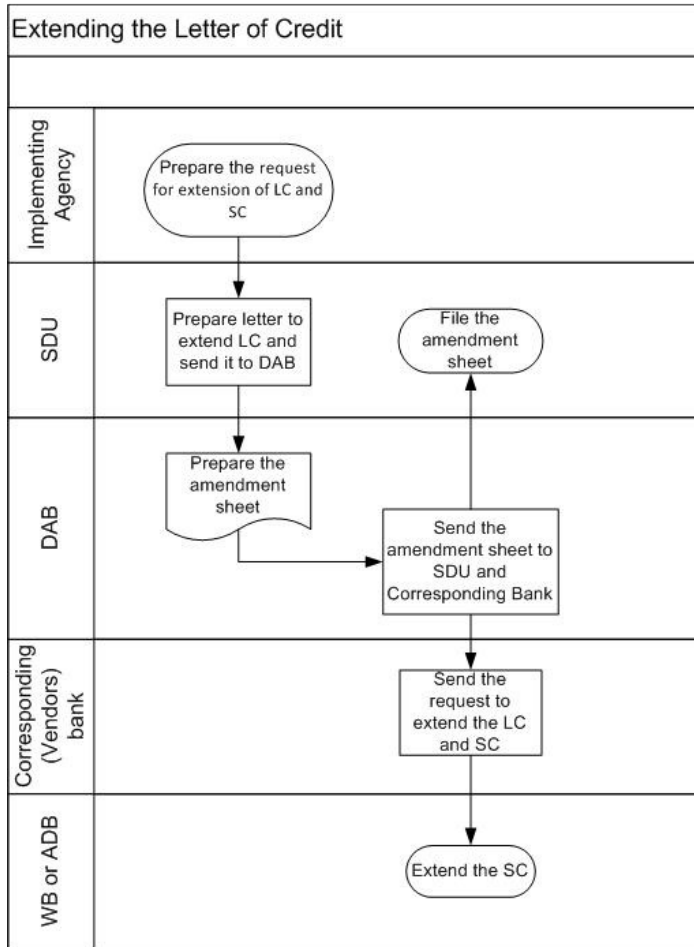 Extending the Letter of Credit
Implementing
Agency
Prepare the request
for extension of LC and
SC
SDU
Prepare letter to
extend LC and
send it to DAB
File the
amendment
sheet
DAB
Prepare the
amendment
sheet
Send the
amendment sheet to
SDU and
Corresponding Bank
Corresponding
(Vendors)
bank
Send the
request to
extend the LC
and SC
WB or ADB
Extend the SC